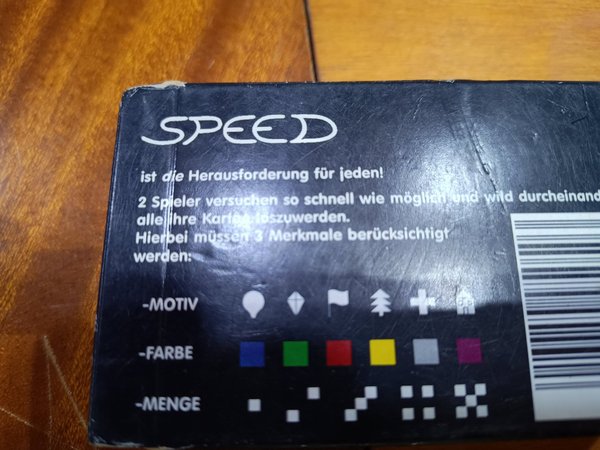 SPEED
ist die Herausforderung für jeden!
2 Spieler versuchen so schnell wie möglich und wild durcheinand
alle ihre Karten loszuwerden.
Hierbei müssen 3 Merkmale berücksichtigt
werden:
-MOTIV
-FARBE
-MENGE